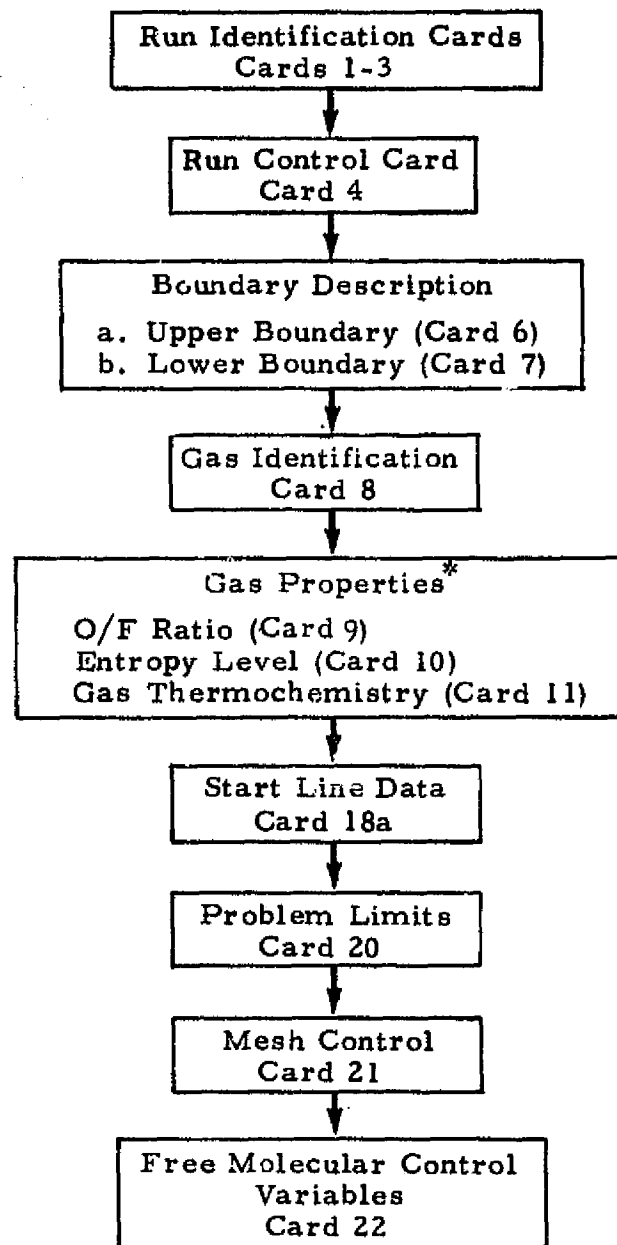 Run Identification Cards
Cards 1-3
Run Control Card
Card 4
Boundary Description
a. Upper Boundary (Card 6)
b. Lower Boundary (Card 7)
Gas Identification
Card 8
Gas Properties*
O/F Ratio (Card 9)
Entropy Level (Card 10)
Gas Thermochemistry (Card 11)
Start Line Data
Card 18a
Problem Limits
Card 20
Mesh Control
Card 21
Free Molecular Control
Variables
Card 22